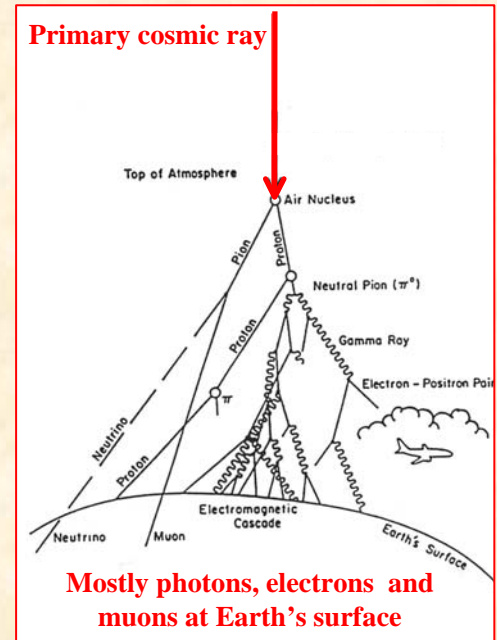 Primary cosmic ray
Top of Atmosphere
Air Nucleus
Pion
Proton
Neutral Pion (π°)
Proton
Gamma Ray
Electron - Positron Pair
π
Neutrino
Proton
Electromagnetic
Cascade
Neutrino
Muon
Earth's Surface
Mostly photons, electrons and
muons at Earth's surface